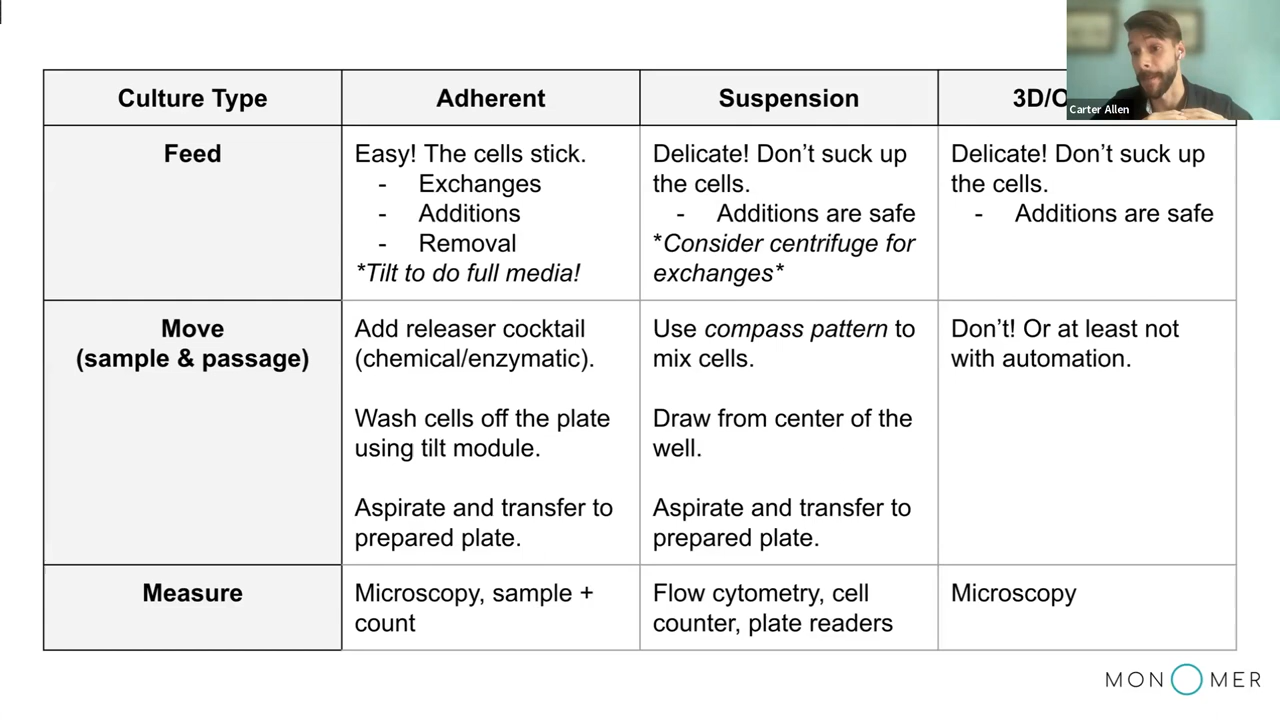 Culture Type
Adherent
Suspension
3D/O
Carter Allen
Feed
Easy! The cells stick.
- Exchanges
- Additions
- Removal
*Tilt to do full media!
Delicate! Don’t suck up
the cells.
- Additions are safe
*Consider centrifuge for
exchanges*
Delicate! Don’t suck up
the cells.
- Additions are safe
Move
(sample & passage)
Add releaser cocktail
(chemical/enzymatic).
Wash cells off the plate
using tilt module.
Aspirate and transfer to
prepared plate.
Use compass pattern to
mix cells.
Draw from center of the
well.
Aspirate and transfer to
prepared plate.
Don’t! Or at least not
with automation.
Measure
Microscopy, sample +
count
Flow cytometry, cell
counter, plate readers
Microscopy
MONOMER